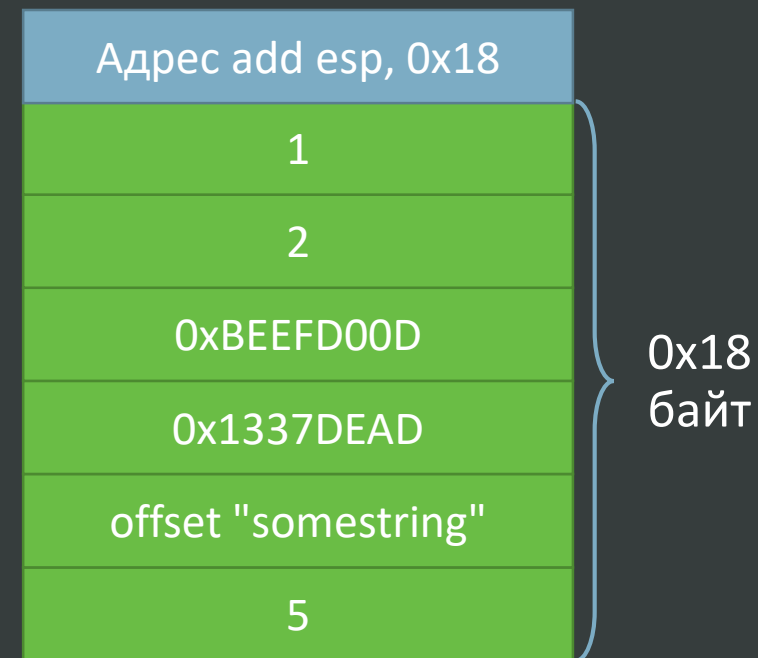 Адрес add esp, 0x18
1
2
0xBEEFD00D
0x1337DEAD
offset "somestring"
5
0x18
байт